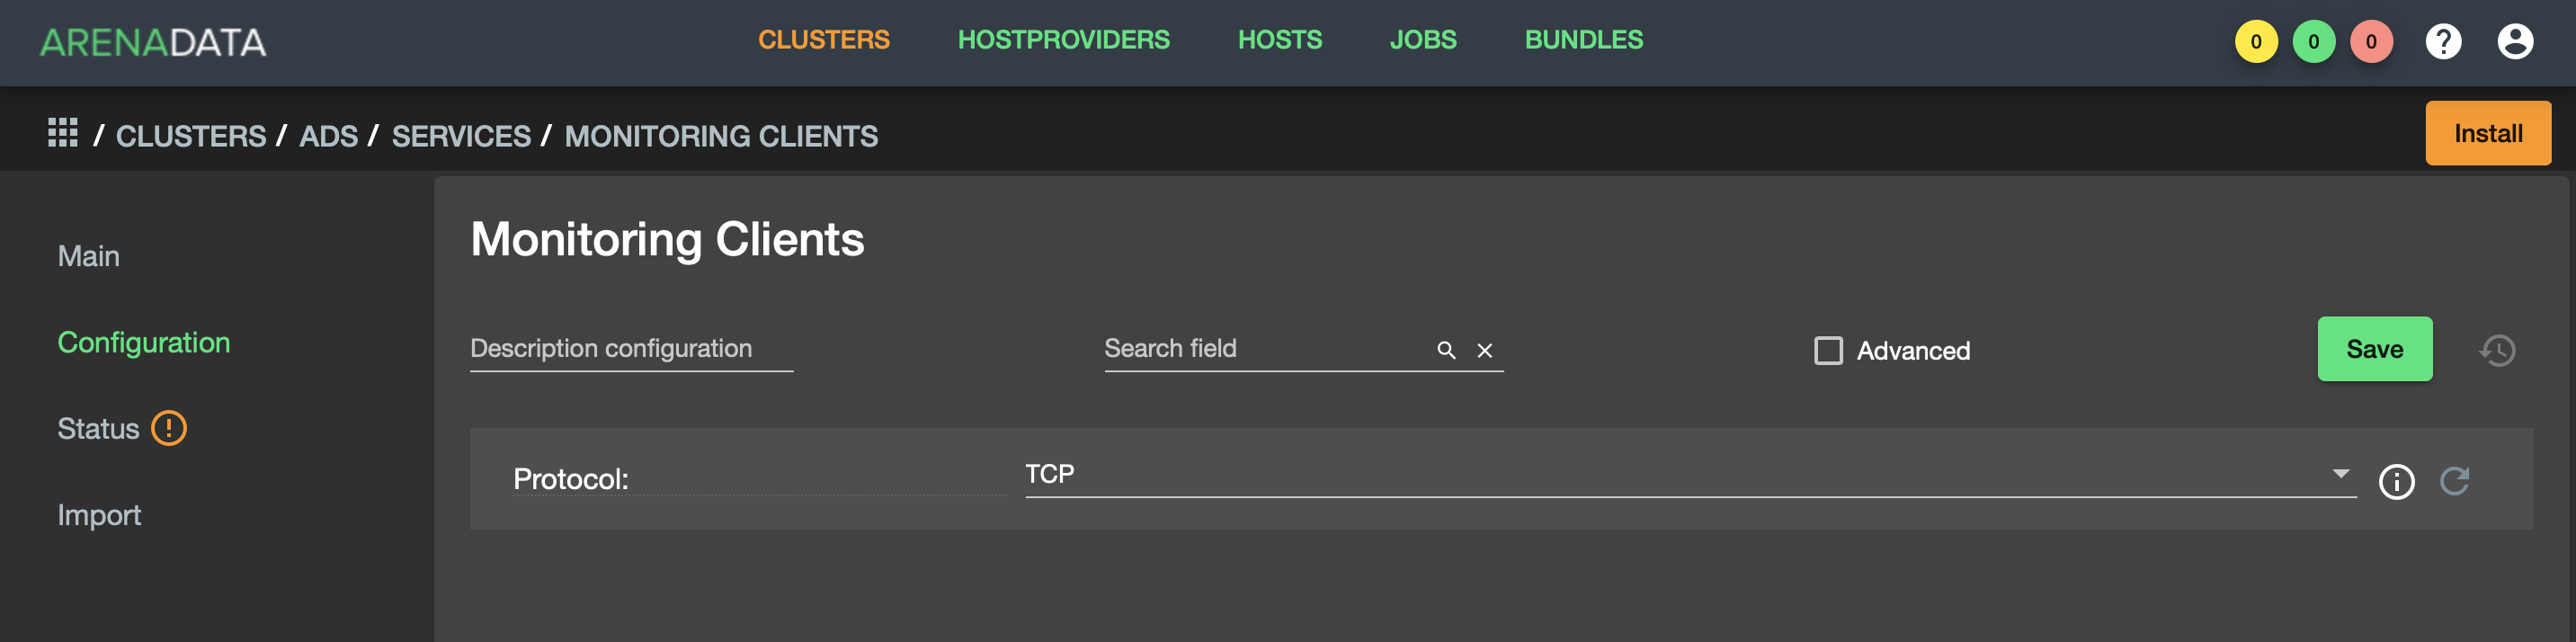 ARENADATA CLUSTERS HOSTPROVIDERS HOSTS JOBS BUNDLES 0 0 0 ?
/ CLUSTERS / ADS / SERVICES / MONITORING CLIENTS Install
Main
Configuration
Status !
Import
Monitoring Clients
Description configuration Search field Advanced Save
Protocol: TCP